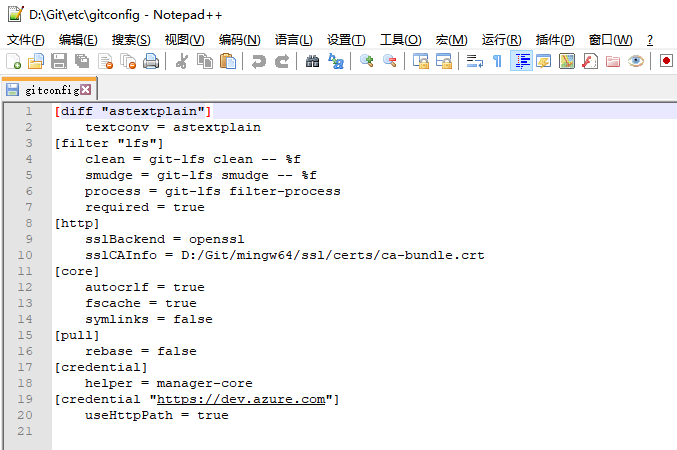 D:\Git\etc\gitconfig - Notepad++
文件(F) 编辑(E) 搜索(S) 视图(V) 编码(N) 语言(L) 设置(T) 工具(O) 宏(M) 运行(R) 插件(P) 窗口(W) ?
gitconfig
1 [diff "astextplain"]
2 textconv = astextplain
3 [filter "lfs"]
4 clean = git-lfs clean -- %f
5 smudge = git-lfs smudge -- %f
6 process = git-lfs filter-process
7 required = true
8 [http]
9 sslBackend = openssl
10 sslCAInfo = D:/Git/mingw64/ssl/certs/ca-bundle.crt
11 [core]
12 autocrlf = true
13 fscache = true
14 symlinks = false
15 [pull]
16 rebase = false
17 [credential]
18 helper = manager-core
19 [credential "https://dev.azure.com"]
20 useHttpPath = true
21